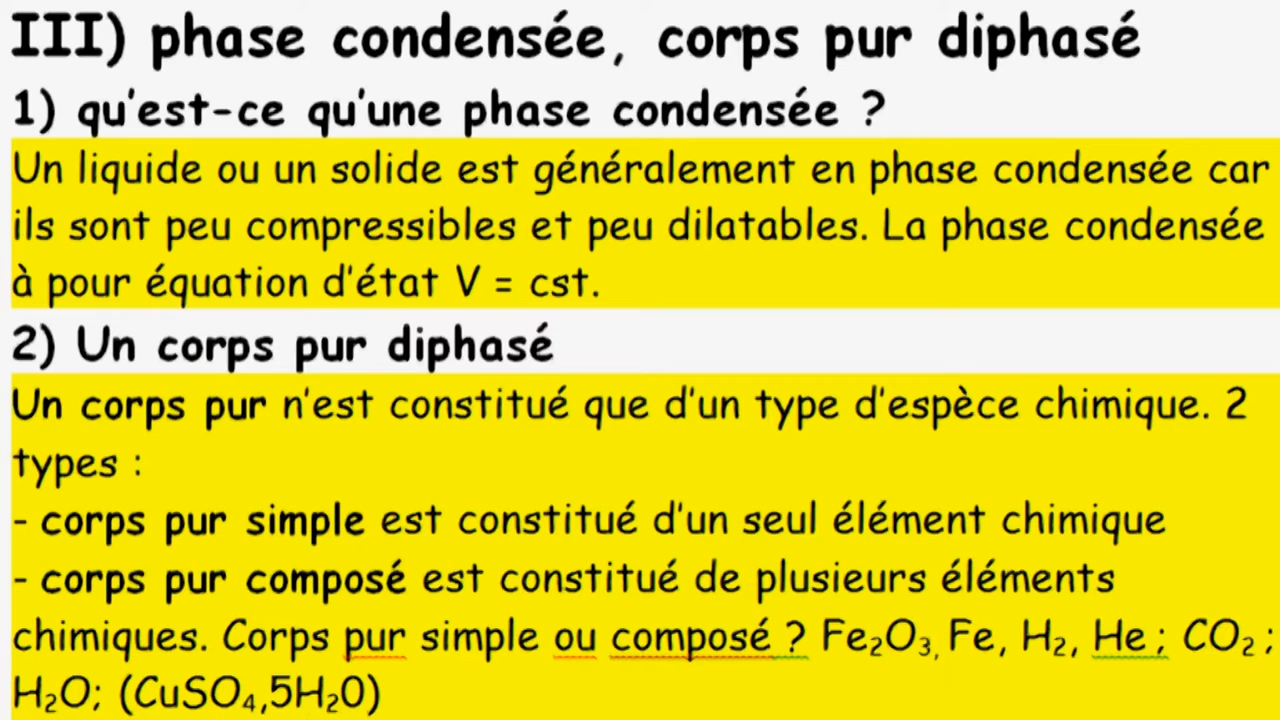 III) phase condensée, corps pur diphasé
1) qu'est-ce qu'une phase condensée ?
Un liquide ou un solide est généralement en phase condensée car
ils sont peu compressibles et peu dilatables. La phase condensée
à pour équation d'état V = cst.
2) Un corps pur diphasé
Un corps pur n'est constitué que d'un type d'espèce chimique. 2
types :
- corps pur simple est constitué d'un seul élément chimique
- corps pur composé est constitué de plusieurs éléments
chimiques. Corps pur simple ou composé ? Fe₂O₃, Fe, H₂, He ; CO₂ ;
H₂O; (CuSO₄,5H₂0)